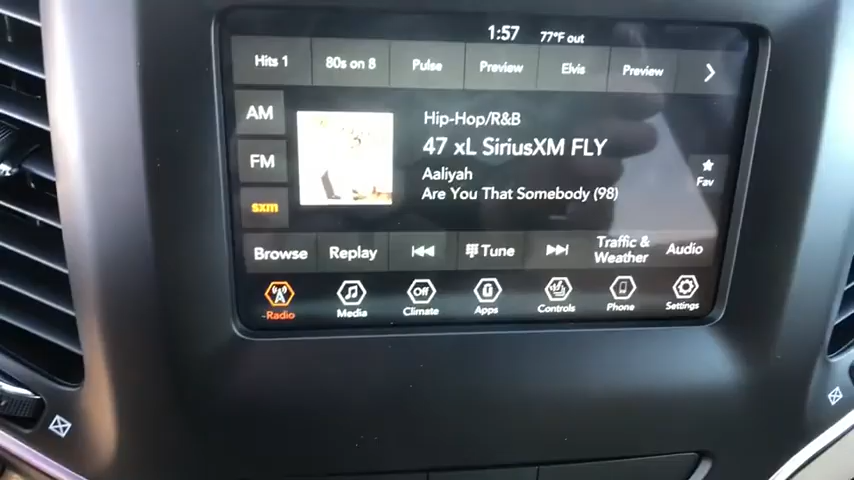 1:57 77°F out
Hits 1 80s on 8 Pulse Preview Elvis Preview
AM
FM
sxm
Hip-Hop/R&B
47 xL SiriusXM FLY
Aaliyah
Are You That Somebody (98)
Fav
Browse Replay Tune Traffic & Weather Audio
Radio Media Off Climate Apps Controls Phone Settings